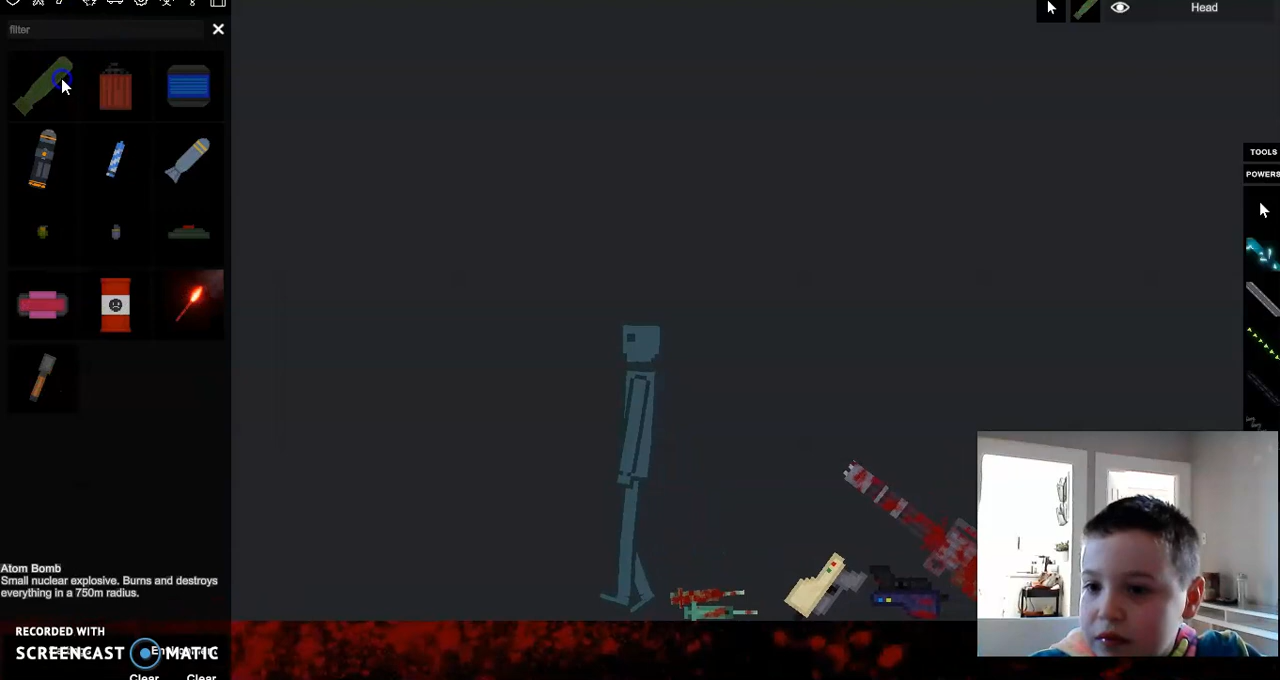 filter
Head
TOOLS
POWERS
Atom Bomb
Small nuclear explosive. Burns and destroys
everything in a 750m radius.
RECORDED WITH
SCREENCAST MATIC
Clear Clear